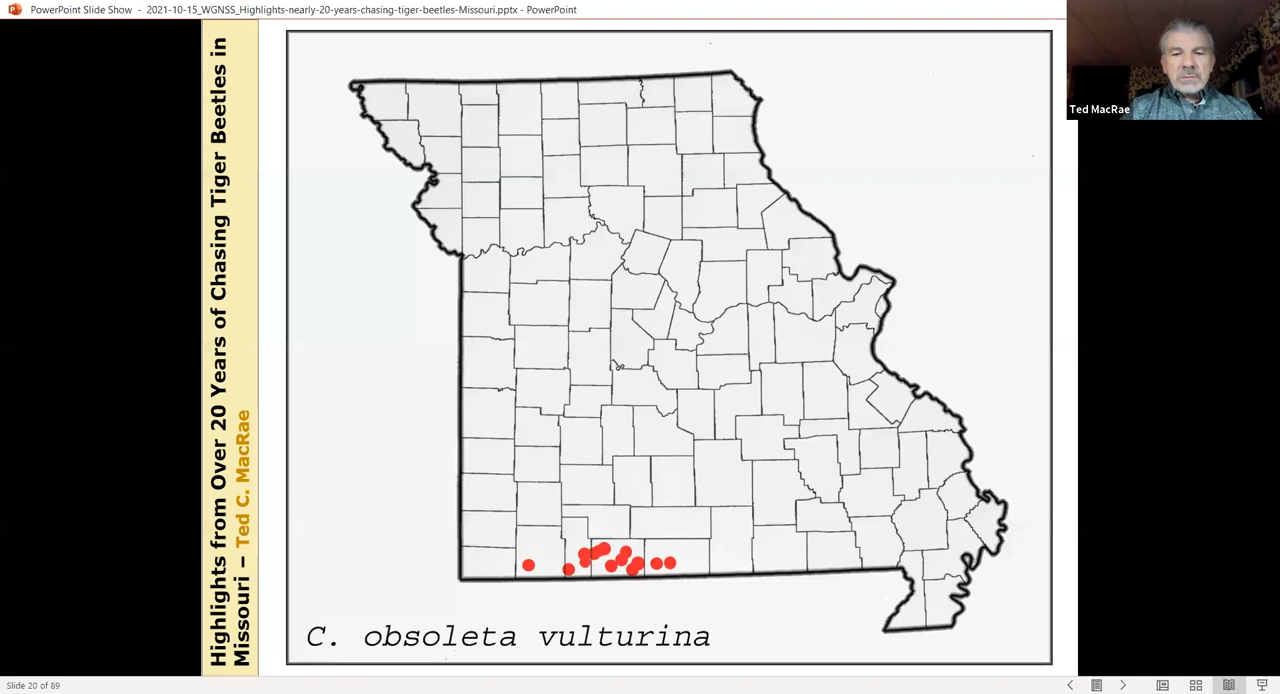 PowerPoint Slide Show - 2021-10-15_WGNSS_Highlights-nearly-20-years-chasing-tiger-beetles-Missouri.pptx - PowerPoint
Ted MacRae
Highlights from Over 20 Years of Chasing Tiger Beetles in
Missouri – Ted C. MacRae
C. obsoleta vulturina
Slide 20 of 89